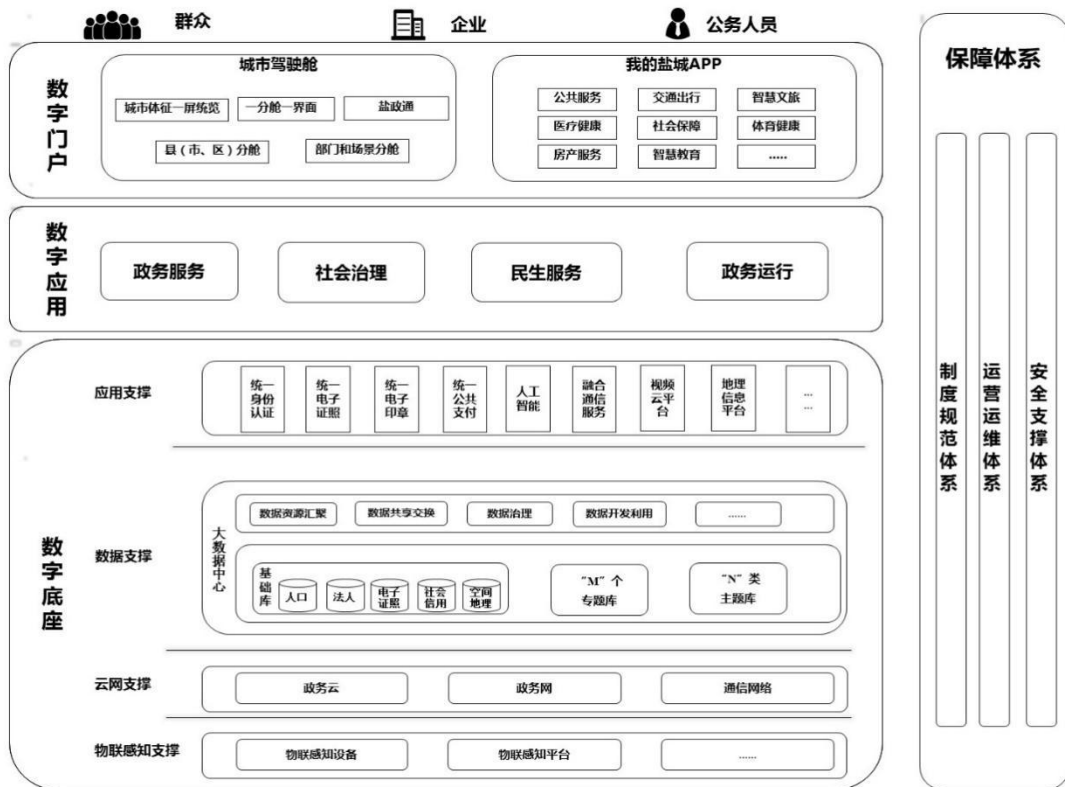 群众
企业
公务人员
数字门户
城市驾驶舱
城市体征一屏统览
一分舱一界面
盐政通
县（市、区）分舱
部门和场景分舱
我的盐城APP
公共服务
交通出行
智慧文旅
医疗健康
社会保障
体育健康
房产服务
智慧教育
.....
数字应用
政务服务
社会治理
民生服务
政务运行
数字底座
应用支撑
统一
身份
认证
统一
电子
证照
统一
电子
印章
统一
公共
支付
人工
智能
融合
通信
服务
视频
云平
台
地理
信息
平台
...
...
数据支撑
大数据中心
数据资源汇聚
数据共享交换
数据治理
数据开发利用
......
基础库
人口
法人
电子
证照
社会
信用
空间
地理
“M”个
专题库
“N”类
主题库
云网支撑
政务云
政务网
通信网络
物联感知支撑
物联感知设备
物联感知平台
......
保障体系
制度规范体系
运营运维体系
安全支撑体系